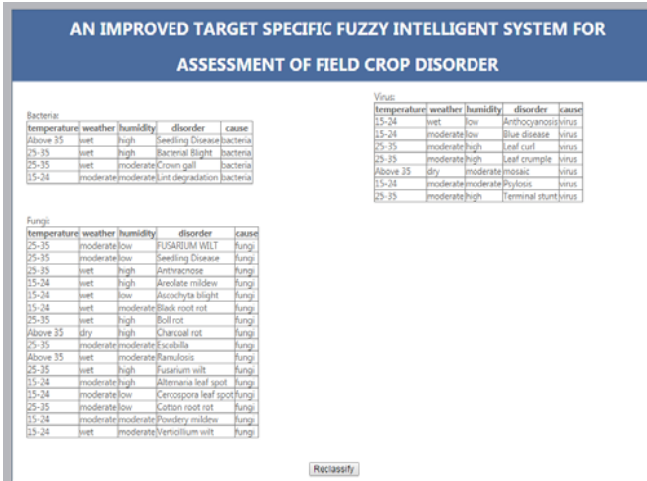 AN IMPROVED TARGET SPECIFIC FUZZY INTELLIGENT SYSTEM FOR
ASSESSMENT OF FIELD CROP DISORDER
Bacteria:
temperature weather humidity disorder cause
Above 35 wet high Seedling Disease bacteria
25-35 wet high Bacterial Blight bacteria
25-35 wet moderate Crown gall bacteria
15-24 moderate moderate Lint degradation bacteria
Virus:
temperature weather humidity disorder cause
15-24 wet low Anthocyanosis virus
15-24 moderate low Blue disease virus
25-35 moderate high Leaf curl virus
25-35 moderate high Leaf crumple virus
Above 35 dry moderate mosaic virus
15-24 moderate moderate Psylosis virus
25-35 moderate high Terminal stunt virus
Fungi:
temperature weather humidity disorder cause
25-35 moderate low FUSARIUM WILT fungi
25-35 moderate low Seedling Disease fungi
25-35 wet high Anthracnose fungi
15-24 wet high Areolate mildew fungi
15-24 wet low Ascochyta blight fungi
15-24 wet moderate Black root rot fungi
25-35 wet high Boll rot fungi
Above 35 dry high Charcoal rot fungi
25-35 moderate moderate Escobilla fungi
Above 35 wet moderate Ramulosis fungi
25-35 wet high Fusarium wilt fungi
15-24 moderate high Alternaria leaf spot fungi
15-24 moderate low Cercospora leaf spot fungi
25-35 moderate low Cotton root rot fungi
15-24 moderate moderate Powdery mildew fungi
15-24 wet moderate Verticillium wilt fungi
Reclassify